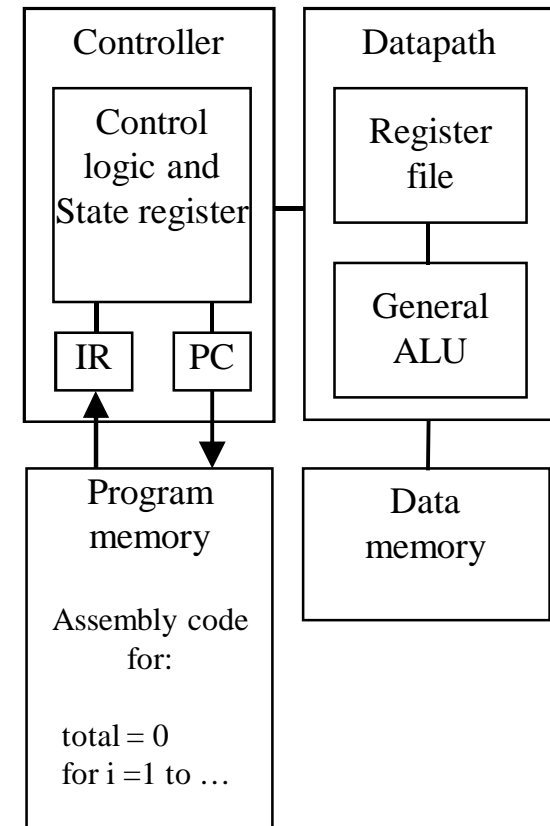 Controller
Control
logic and
State register
IR
PC
Datapath
Register
file
General
ALU
Program
memory
Assembly code
for:
total = 0
for i =1 to …
Data
memory